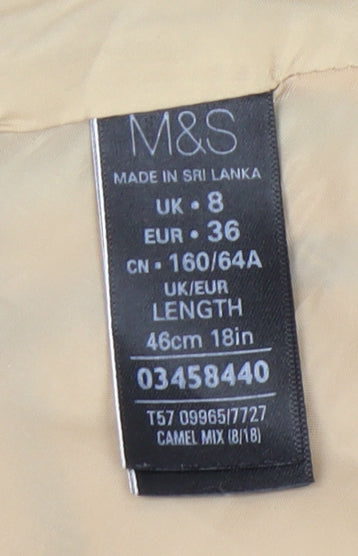 M&S
MADE IN SRI LANKA
UK • 8
EUR • 36
CN • 160/64A
UK/EUR
LENGTH
46cm 18in
03458440
T57 09965/7727
CAMEL MIX (8/18)